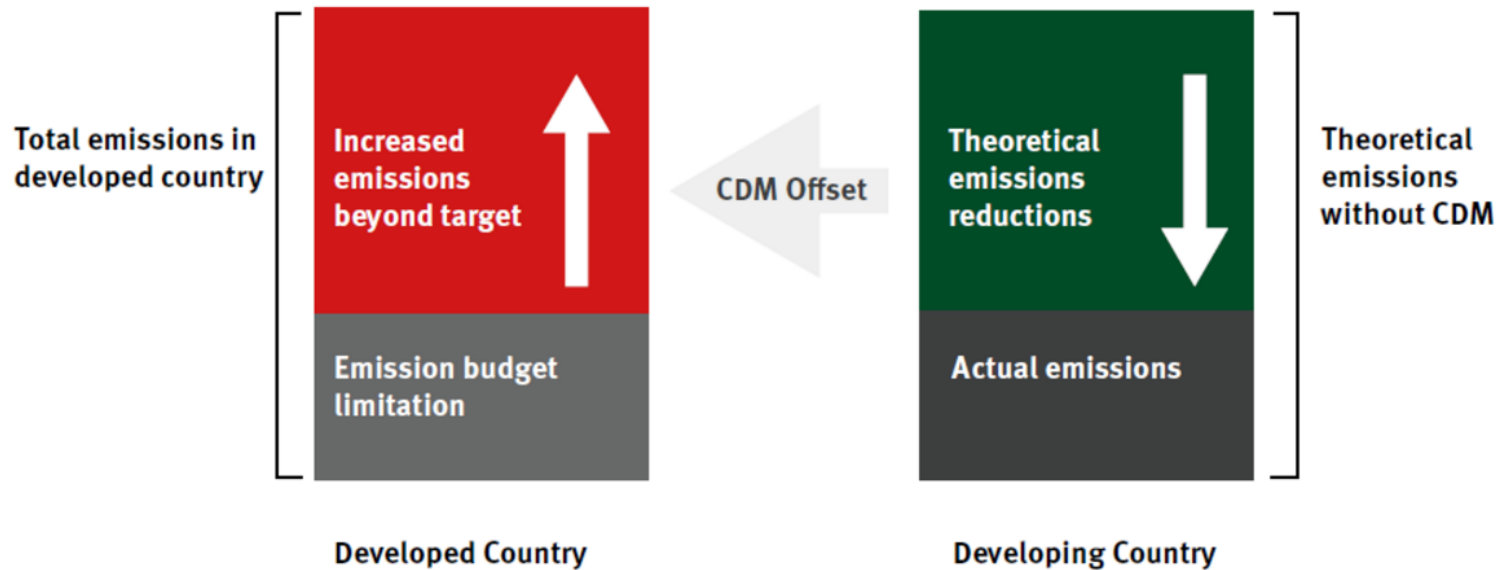 Total emissions in
developed country
Increased
emissions
beyond target
Emission budget
limitation
CDM Offset
Theoretical
emissions
reductions
Actual emissions
Theoretical
emissions
without CDM
Developed Country
Developing Country